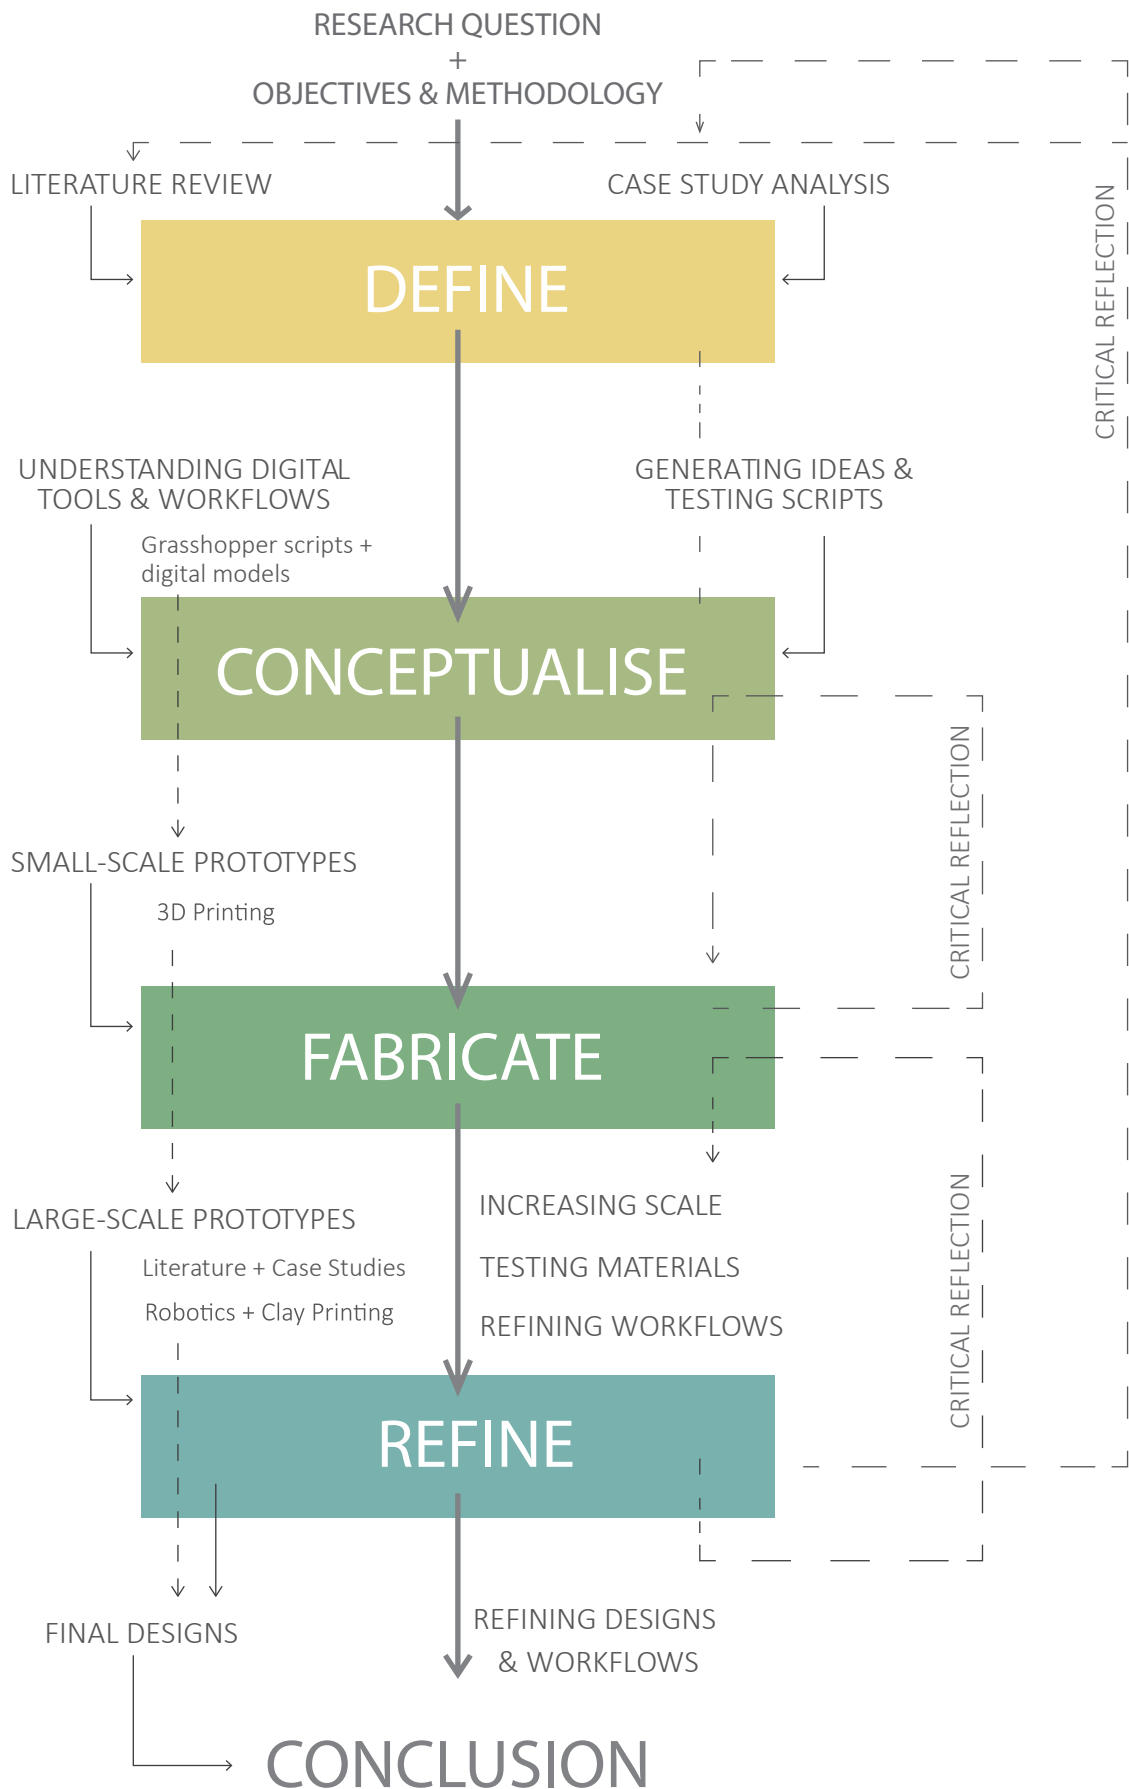 RESEARCH QUESTION
+
OBJECTIVES & METHODOLOGY
LITERATURE REVIEW
CASE STUDY ANALYSIS
DEFINE
CRITICAL REFLECTION
UNDERSTANDING DIGITAL
TOOLS & WORKFLOWS
GENERATING IDEAS &
TESTING SCRIPTS
Grasshopper scripts +
digital models
CONCEPTUALISE
CRITICAL REFLECTION
SMALL-SCALE PROTOTYPES
3D Printing
FABRICATE
CRITICAL REFLECTION
LARGE-SCALE PROTOTYPES
INCREASING SCALE
Literature + Case Studies
TESTING MATERIALS
Robotics + Clay Printing
REFINING WORKFLOWS
REFINE
FINAL DESIGNS
REFINING DESIGNS
& WORKFLOWS
CONCLUSION